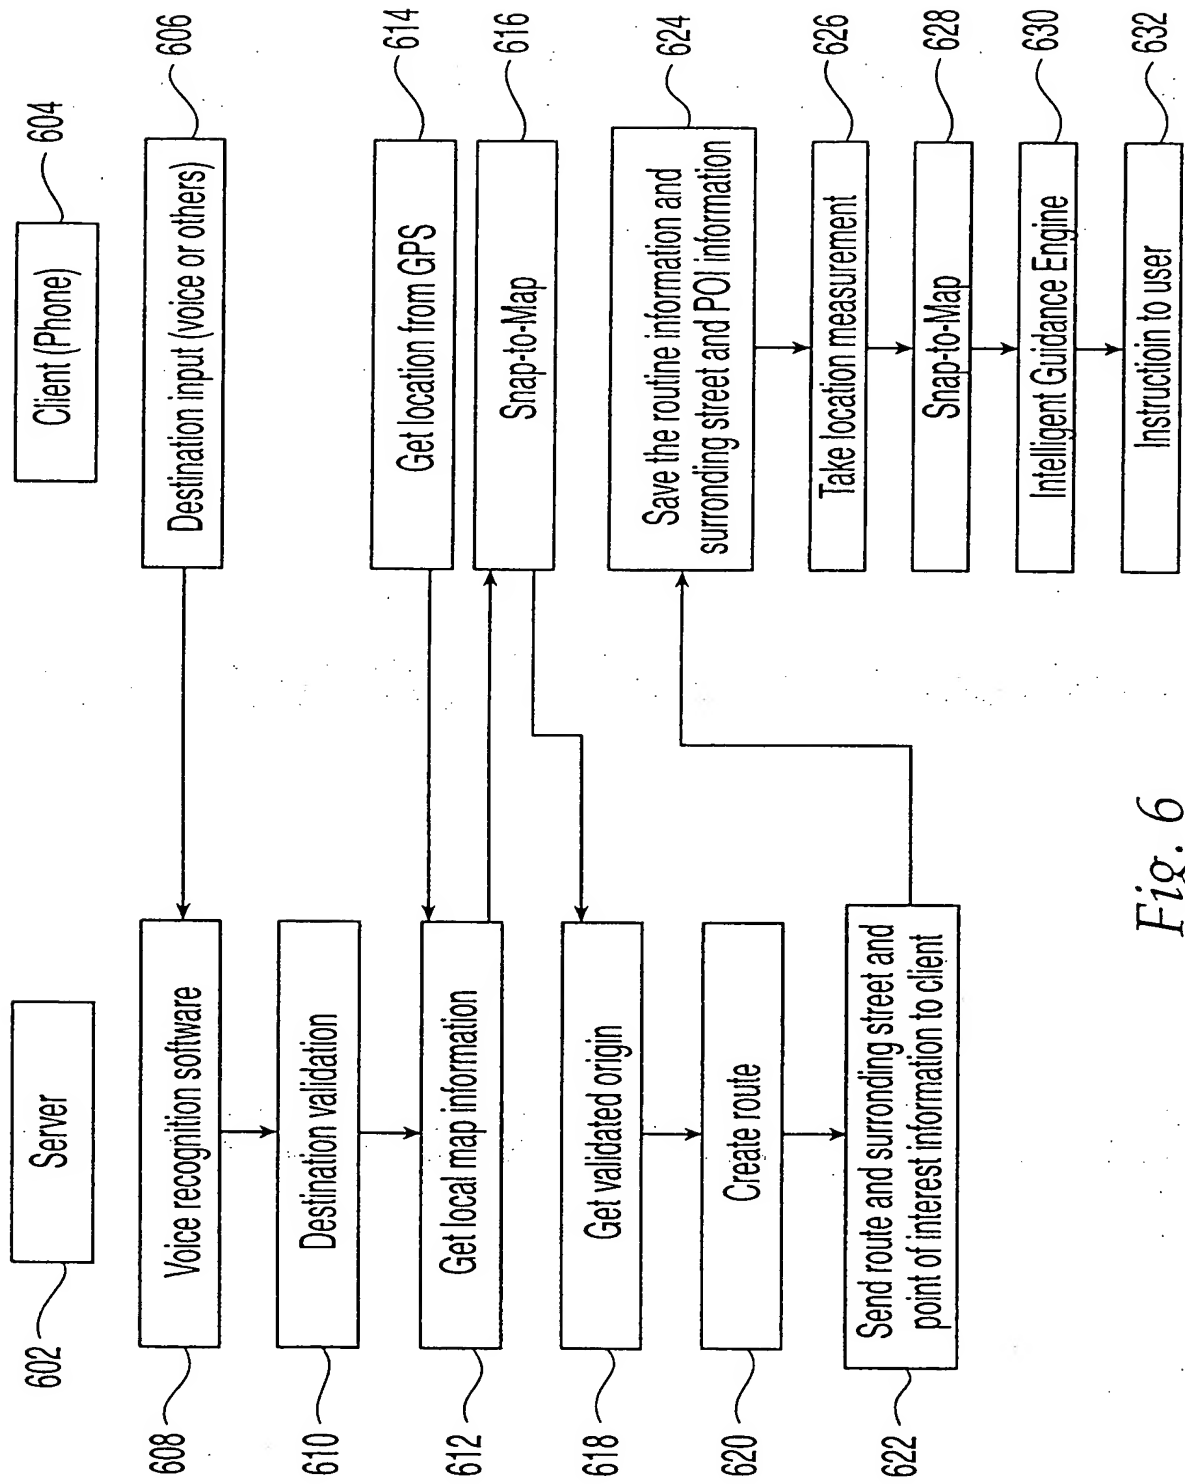 602
Server
Client (Phone)
604
Destination input (voice or others)
606
608
Voice recognition software
610
Destination validation
612
Get local map information
Get location from GPS
614
Snap-to-Map
616
618
Get validated origin
620
Create route
622
Send route and surronding street and
point of interest information to client
Save the routine information and
surronding street and POI information
624
Take location measurement
626
Snap-to-Map
628
Intelligent Guidance Engine
630
Instructioin to user
632
Fig. 6